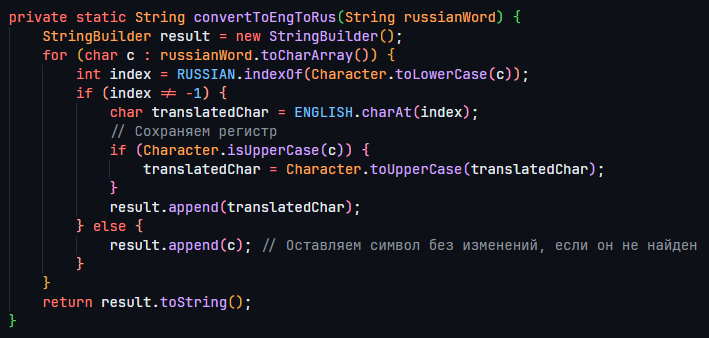 private static String convertToEngToRus(String russianWord) {
    StringBuilder result = new StringBuilder();
    for (char c : russianWord.toCharArray()) {
        int index = RUSSIAN.indexOf(Character.toLowerCase(c));
        if (index != -1) {
            char translatedChar = ENGLISH.charAt(index);
            // Сохраняем регистр
            if (Character.isUpperCase(c)) {
                translatedChar = Character.toUpperCase(translatedChar);
            }
            result.append(translatedChar);
        } else {
            result.append(c); // Оставляем символ без изменений, если он не найден
        }
    }
    return result.toString();
}